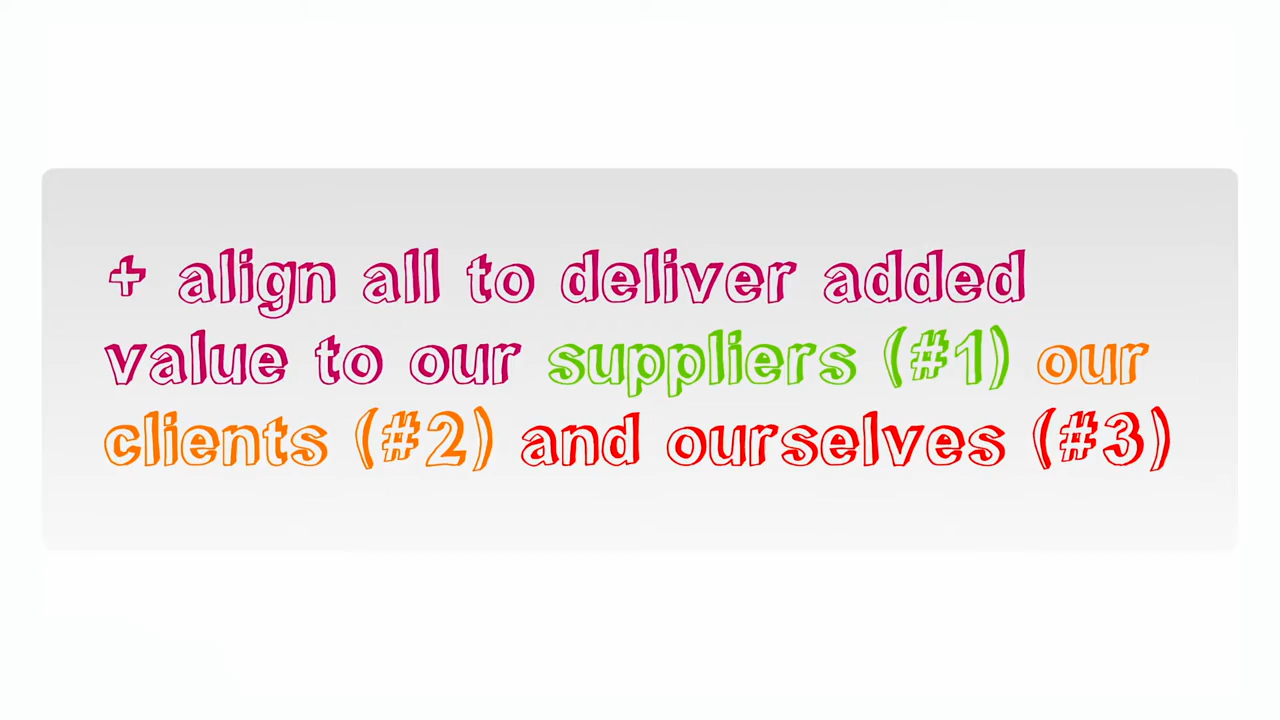 + align all to deliver added
value to our suppliers (#1) our
clients (#2) and ourselves (#3)